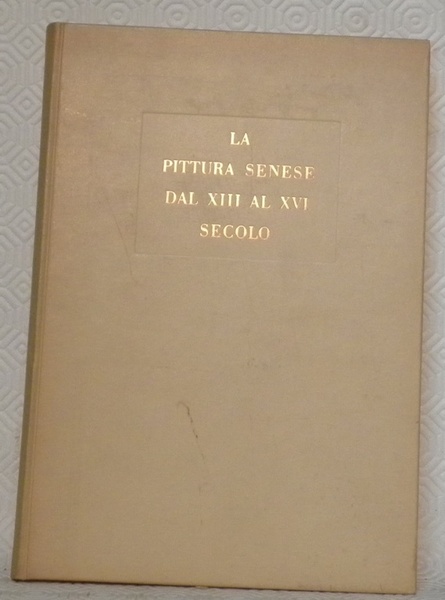 LA
PITTURA SENESE
DAL XIII AL XVI
SECOLO